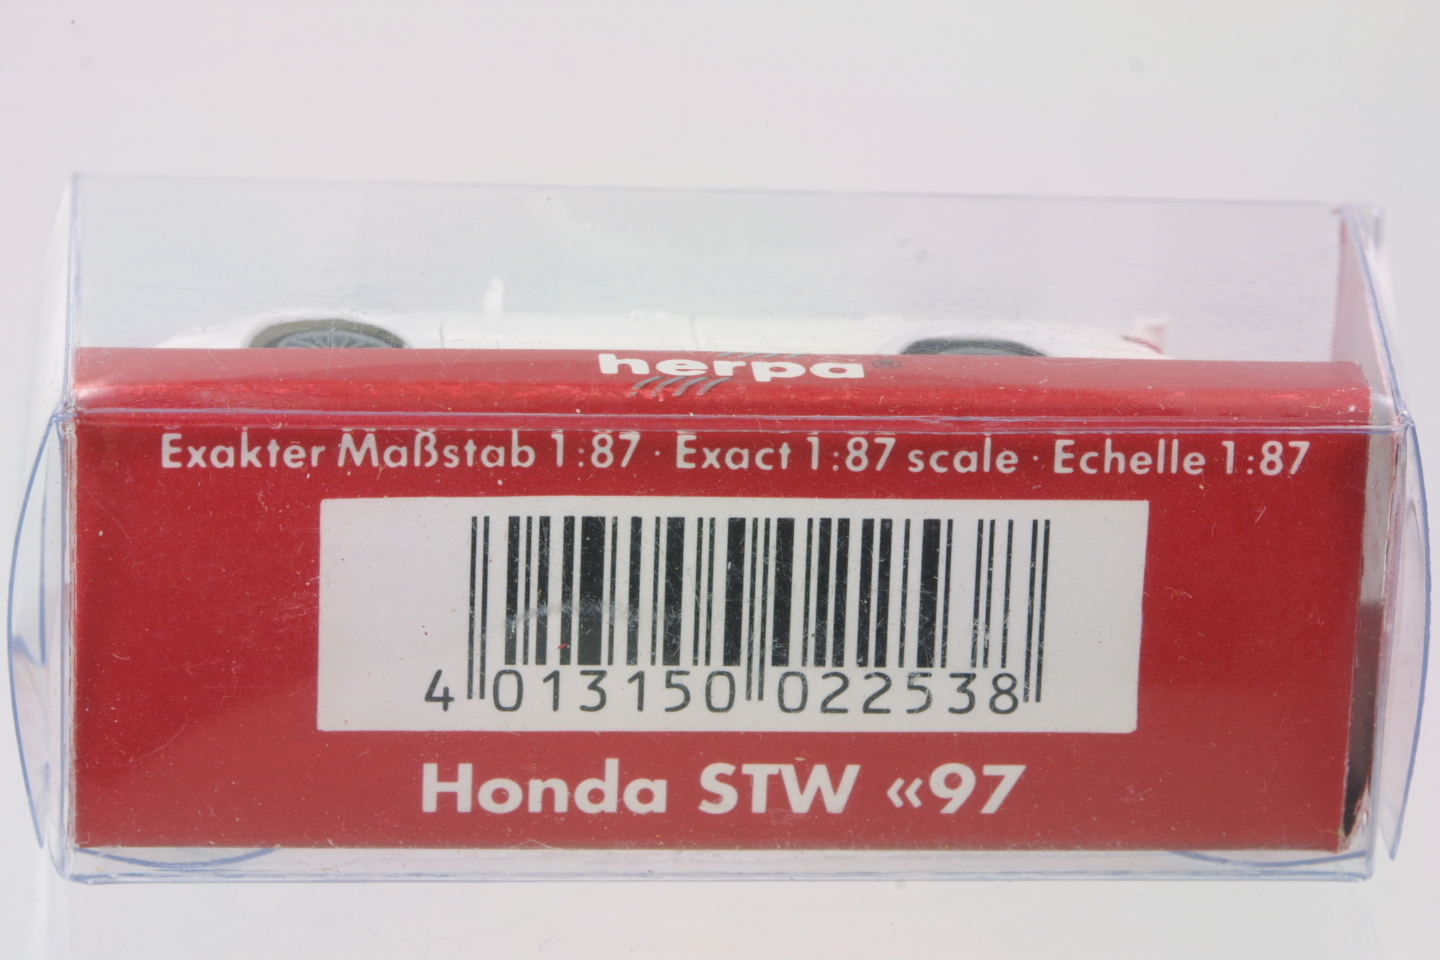 herpa
Exakter Maßstab 1:87 · Exact 1:87 scale · Echelle 1:87
4 013150 022538
Honda STW «97